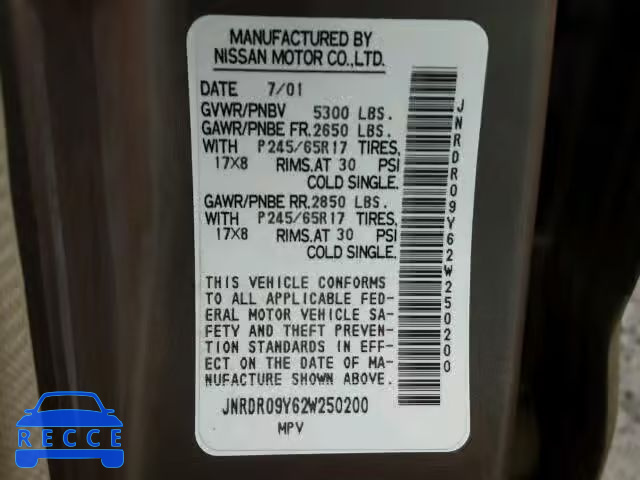 MANUFACTURED BY
NISSAN MOTOR CO.,LTD.
DATE 7/01
GVWR/PNBV 5300 LBS.
GAWR/PNBE FR.2650 LBS.
WITH P245/65R17 TIRES,
17X8 RIMS.AT 30 PSI
COLD SINGLE.
GAWR/PNBE RR.2850 LBS.
WITH P245/65R17 TIRES,
17X8 RIMS.AT 30 PSI
COLD SINGLE.
THIS VEHICLE CONFORMS
TO ALL APPLICABLE FED-
ERAL MOTOR VEHICLE SA-
FETY AND THEFT PREVEN-
TION STANDARDS IN EFF-
ECT ON THE DATE OF MA-
NUFACTURE SHOWN ABOVE.
JNRDR09Y62W250200
MPV
JNRDR09Y62W250200
RECCE